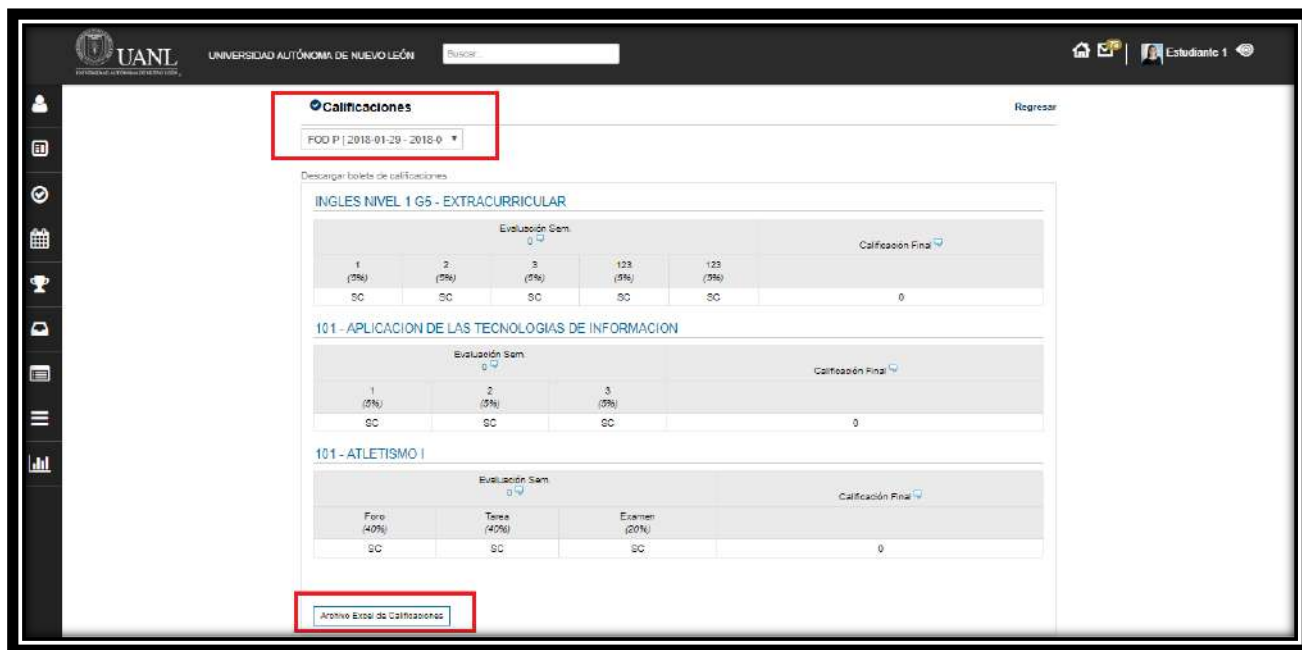 UANL
UNIVERSIDAD AUTÓNOMA DE NUEVO LEÓN
Buscar...
Estudiante 1
Calificaciones
Regresar
FOD P | 2018-01-29 - 2018-0
Descargar boleta de calificaciones
INGLES NIVEL 1 G5 - EXTRACURRICULAR
Evaluación Sem.
0
Calificación Final
1 2 3 123 123
(5%) (5%) (5%) (5%) (5%)
SC SC SC SC SC 0
101 - APLICACION DE LAS TECNOLOGIAS DE INFORMACION
Evaluación Sem.
0
Calificación Final
1 2 3
(5%) (5%) (5%)
SC SC SC 0
101 - ATLETISMO I
Evaluación Sem.
0
Calificación Final
Foro Tarea Examen
(40%) (40%) (20%)
SC SC SC 0
Archivo Excel de Calificaciones